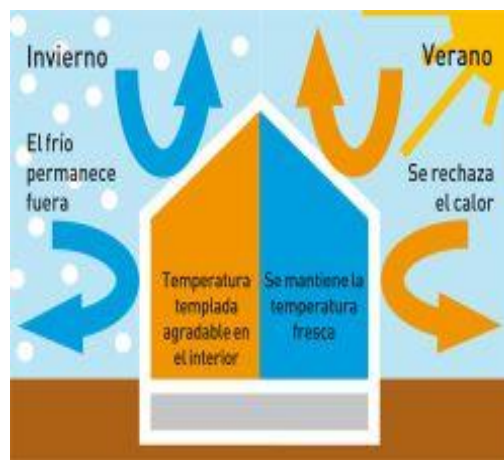 Invierno
El frío
permanece
fuera
Verano
Se rechaza
el calor
Temperatura
templada
agradable en
el interior
Se mantiene la
temperatura
fresca